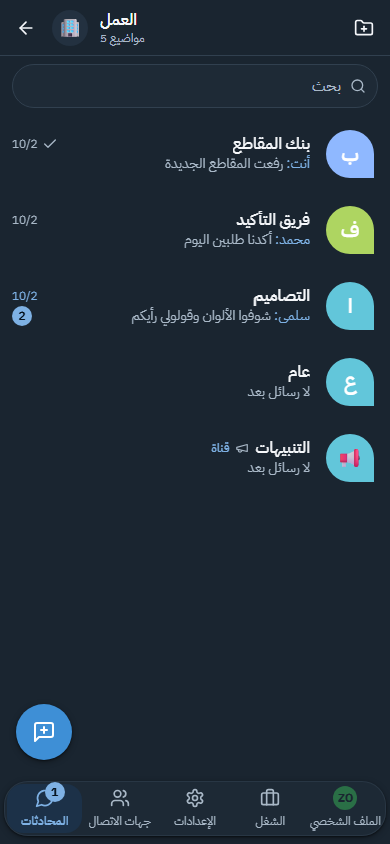 العمل
5 مواضيع
بحث
ب
بنك المقاطع
10/2
أنت: رفعت المقاطع الجديدة
ف
فريق التأكيد
10/2
محمد: أكدنا طلبين اليوم
ا
التصاميم
10/2
سلمى: شوفوا الألوان وقولولي رأيكم
2
ع
عام
لا رسائل بعد
التنبيهات قناة
لا رسائل بعد
ZO
1
الملف الشخصي
الشغل
الإعدادات
جهات الاتصال
المحادثات